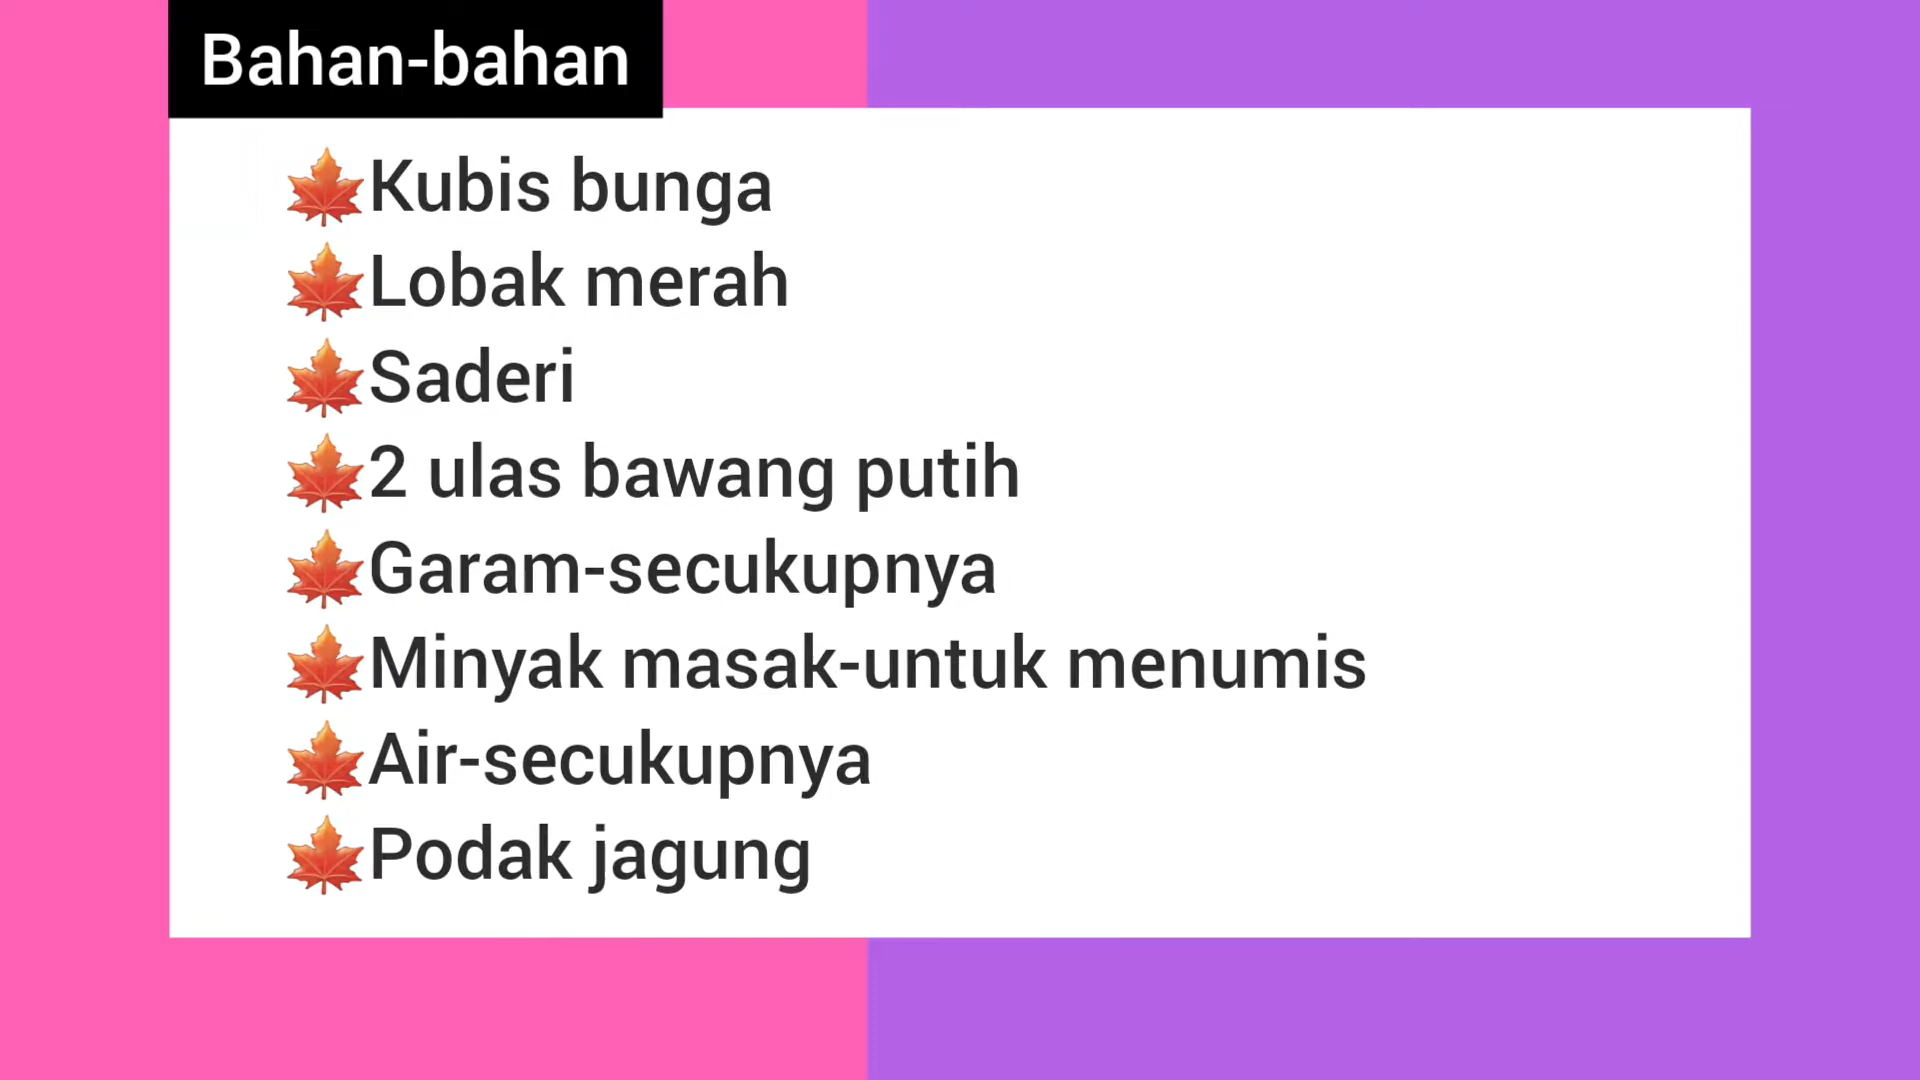 Bahan-bahan
🍁Kubis bunga
🍁Lobak merah
🍁Saderi
🍁2 ulas bawang putih
🍁Garam-secukupnya
🍁Minyak masak-untuk menumis
🍁Air-secukupnya
🍁Podak jagung